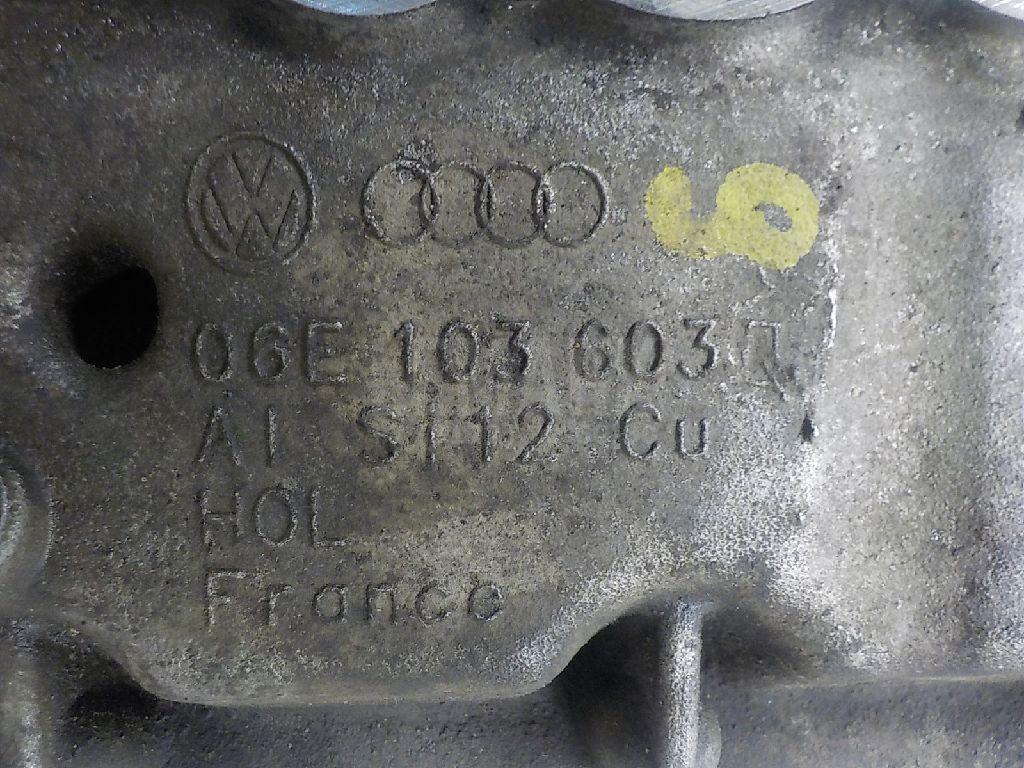 06E 103 603
Al Si12 Cu
HOL
France